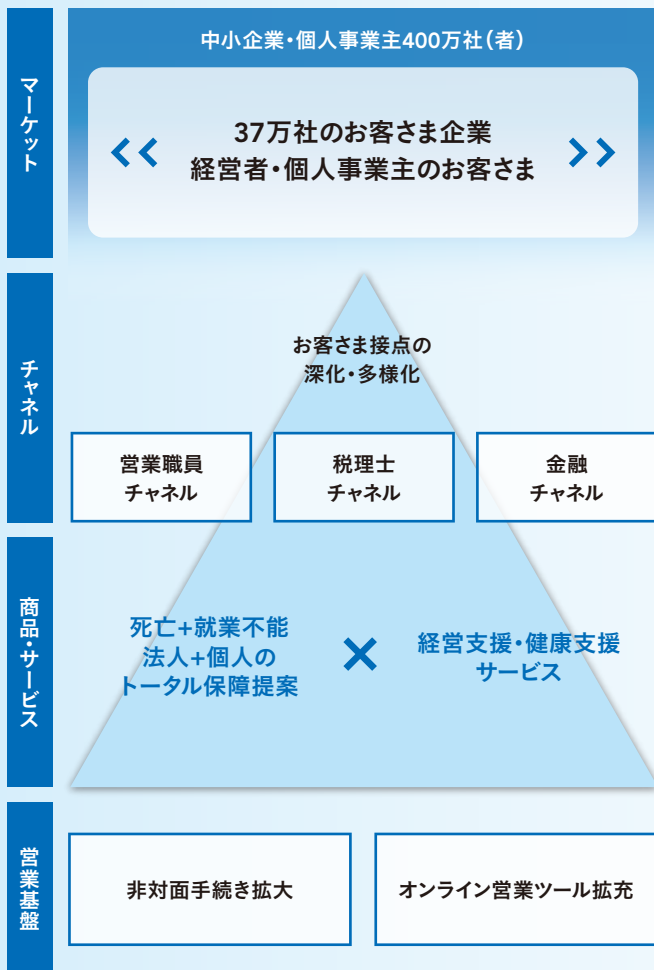 マーケット
中小企業・個人事業主400万社(者)
37万社のお客さま企業
経営者・個人事業主のお客さま
チャネル
お客さま接点の
深化・多様化
営業職員
チャネル
税理士
チャネル
金融
チャネル
商品・サービス
死亡+就業不能
法人+個人の
トータル保障提案
×
経営支援・健康支援
サービス
営業基盤
非対面手続き拡大
オンライン営業ツール拡充